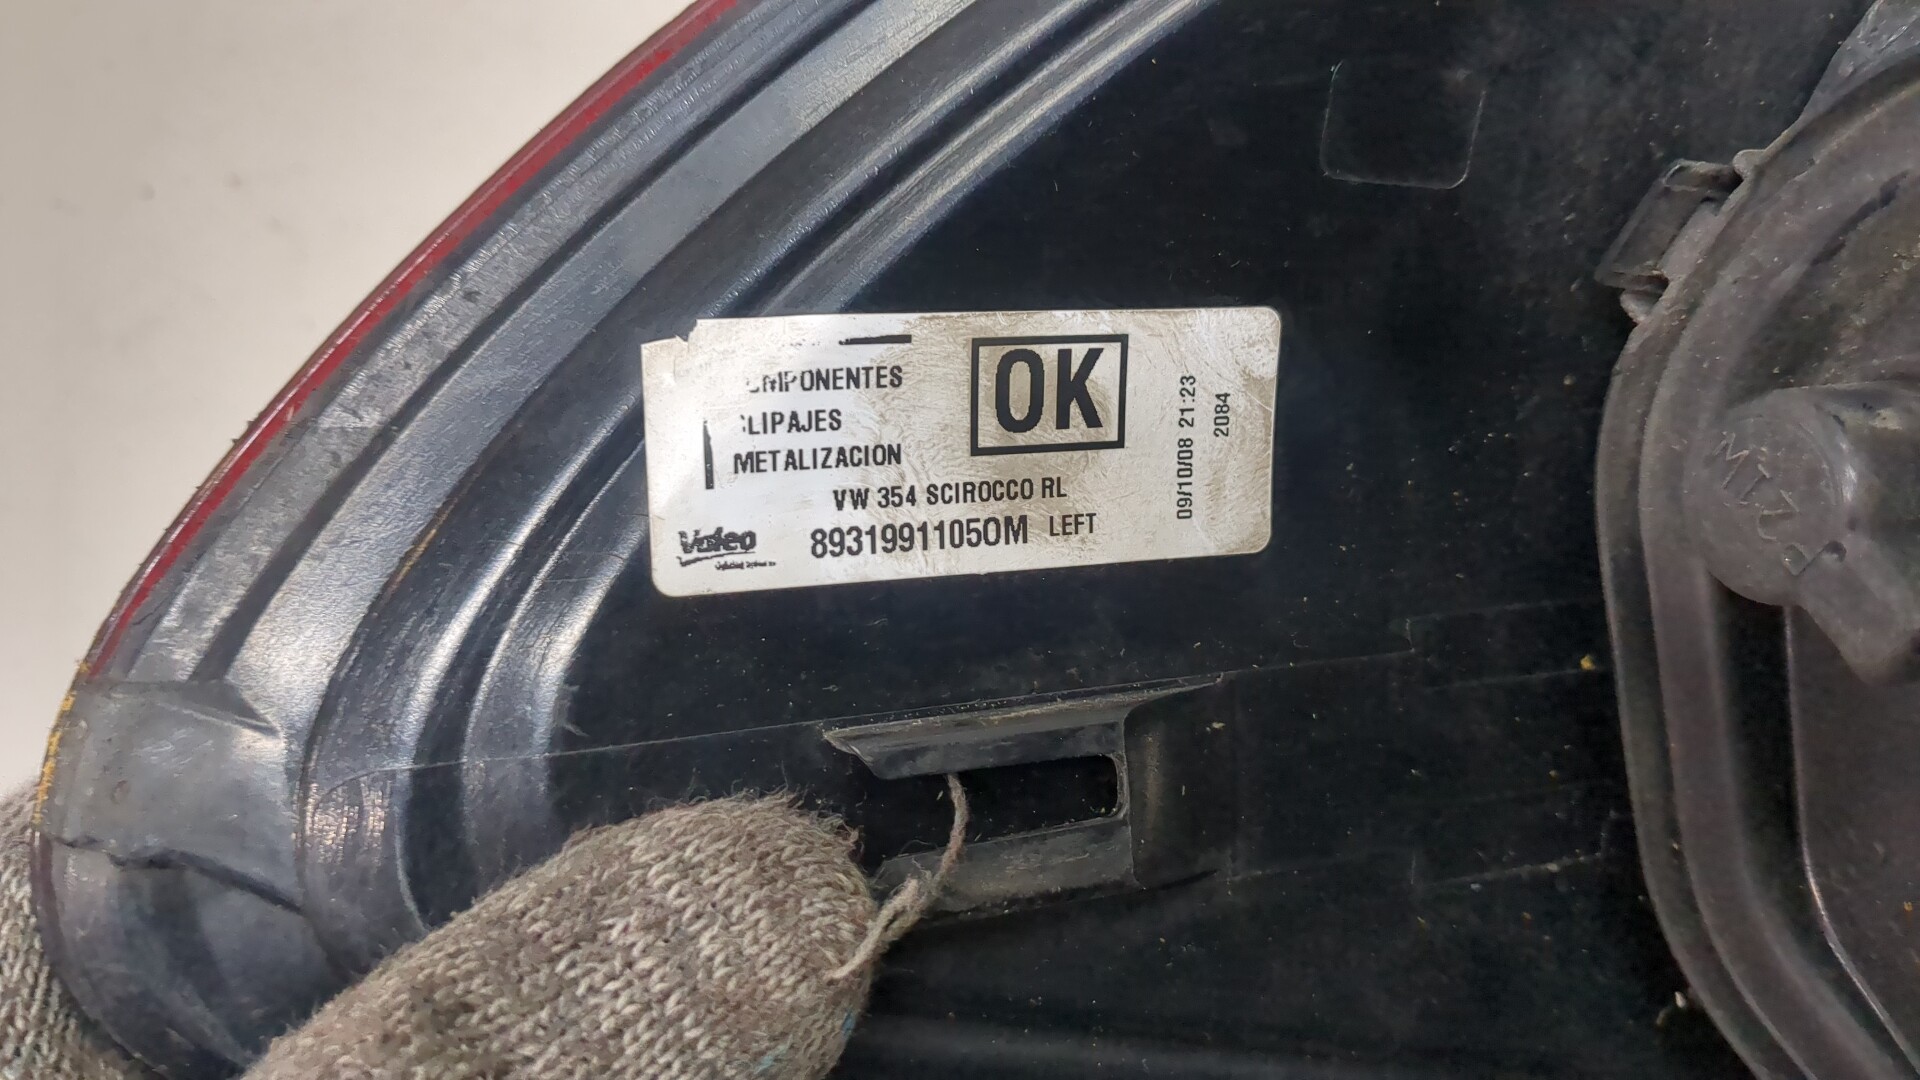 OK
METALIZACION
VW 354 SCIROCCO RL
Valeo
89319911050M LEFT
09/10/08 21:23
2084